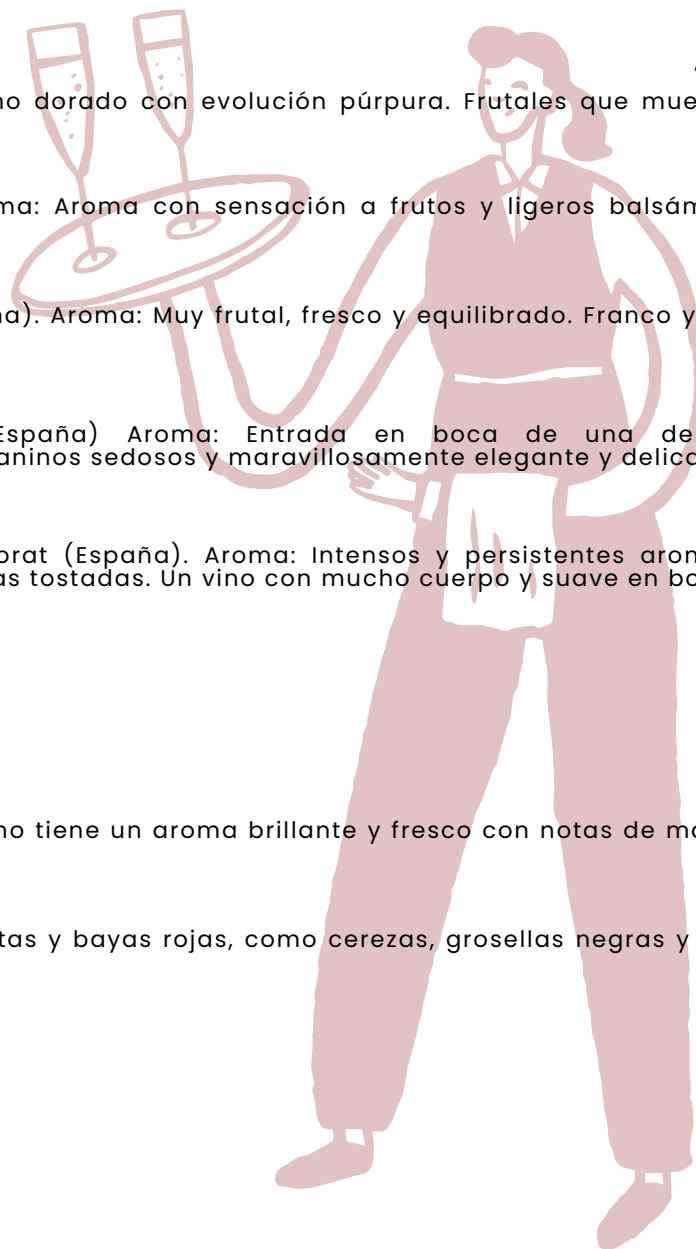 no dorado con evolución púrpura. Frutales que mue
ma: Aroma con sensación a frutos y ligeros balsám
na). Aroma: Muy frutal, fresco y equilibrado. Franco y
España) Aroma: Entrada en boca de una de
aninos sedosos y maravillosamente elegante y delica
orat (España). Aroma: Intensos y persistentes aron
as tostadas. Un vino con mucho cuerpo y suave en bo
no tiene un aroma brillante y fresco con notas de ma
tas y bayas rojas, como cerezas, grosellas negras y